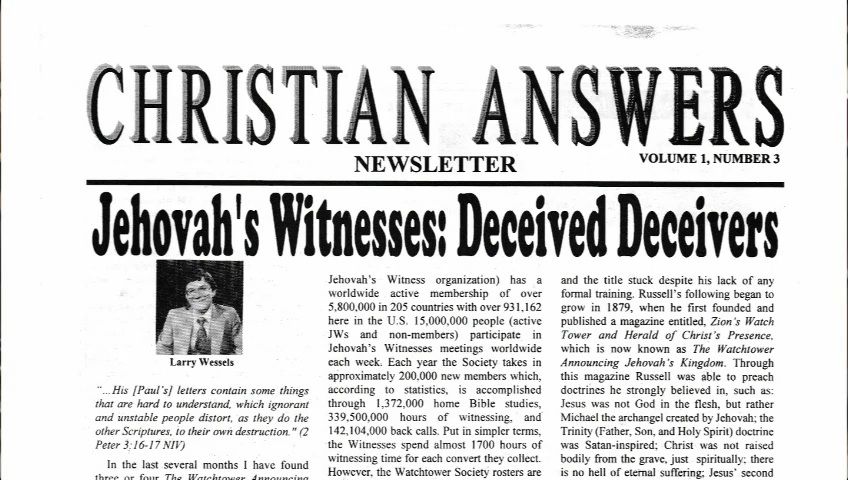 CHRISTIAN ANSWERS
NEWSLETTER
VOLUME 1, NUMBER 3
Jehovah's Witnesses: Deceived Deceivers
Larry Wessels
"...His [Paul's] letters contain some things
that are hard to understand, which ignorant
and unstable people distort, as they do the
other Scriptures, to their own destruction." (2
Peter 3:16-17 NIV)
In the last several months I have found
three or four The Watchtower Announcing
Jehovah's Witness organization) has a
worldwide active membership of over
5,800,000 in 205 countries with over 931,162
here in the U.S. 15,000,000 people (active
JWs and non-members) participate in
Jehovah's Witnesses meetings worldwide
each week. Each year the Society takes in
approximately 200,000 new members which,
according to statistics, is accomplished
through 1,372,000 home Bible studies,
339,500,000 hours of witnessing, and
142,104,000 back calls. Put in simpler terms,
the Witnesses spend almost 1700 hours of
witnessing time for each convert they collect.
However, the Watchtower Society rosters are
and the title stuck despite his lack of any
formal training. Russell's following began to
grow in 1879, when he first founded and
published a magazine entitled, Zion's Watch
Tower and Herald of Christ's Presence,
which is now known as The Watchtower
Announcing Jehovah's Kingdom. Through
this magazine Russell was able to preach
doctrines he strongly believed in, such as:
Jesus was not God in the flesh, but rather
Michael the archangel created by Jehovah; the
Trinity (Father, Son, and Holy Spirit) doctrine
was Satan-inspired; Christ was not raised
bodily from the grave, just spiritually; there
is no hell of eternal suffering; Jesus' second